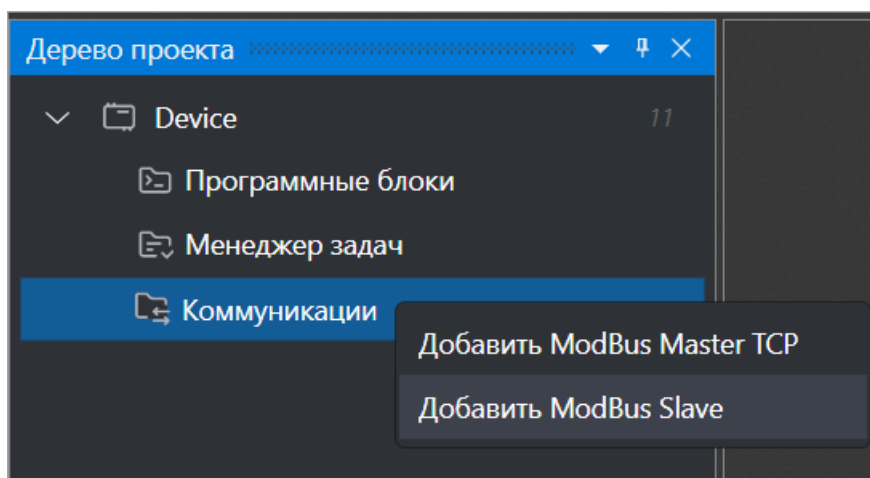 Дерево проекта
Device 11
Программные блоки
Менеджер задач
Коммуникации
Добавить ModBus Master TCP
Добавить ModBus Slave